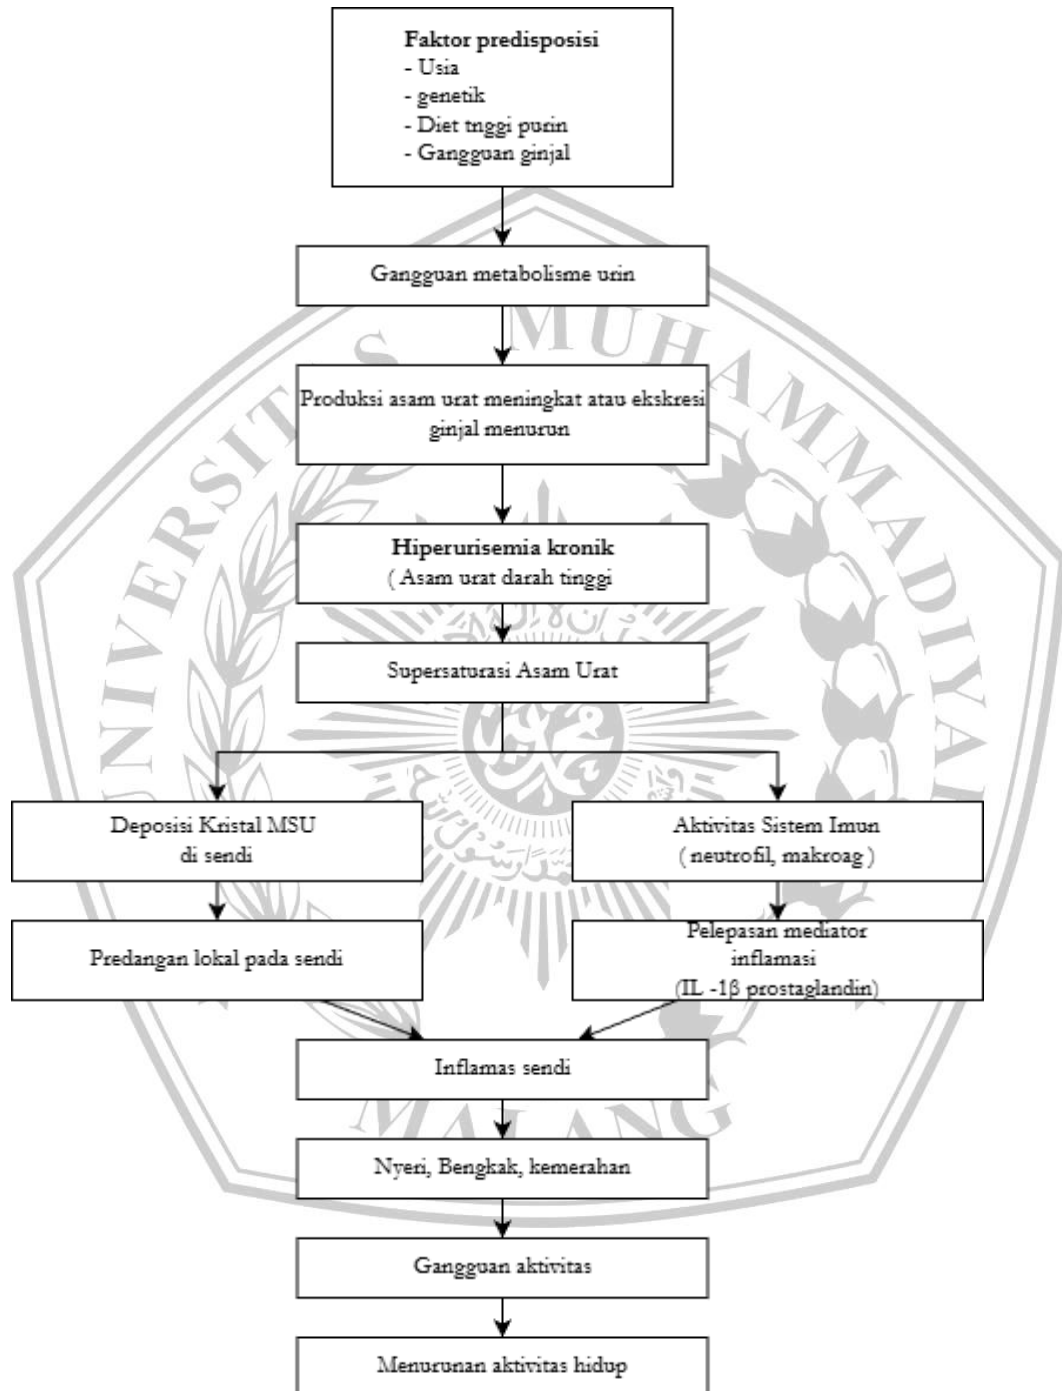 Faktor predisposisi
- Usia
- genetik
- Diet tnggi purin
- Gangguan ginjal
Gangguan metabolisme urin
Produksi asam urat meningkat atau ekskresi
ginjal menurun
Hiperurisemia kronik
( Asam urat darah tinggi
Supersaturasi Asam Urat
Deposisi Kristal MSU
di sendi
Aktivitas Sistem Imun
( neutrofil, makroag )
Predangan lokal pada sendi
Pelepasan mediator
inflamasi
(IL -1β prostaglandin)
Inflamas sendi
Nyeri, Bengkak, kemerahan
Gangguan aktivitas
Menurunan aktivitas hidup
UNIVERSITAS MUHAMMADIYAH
MALANG